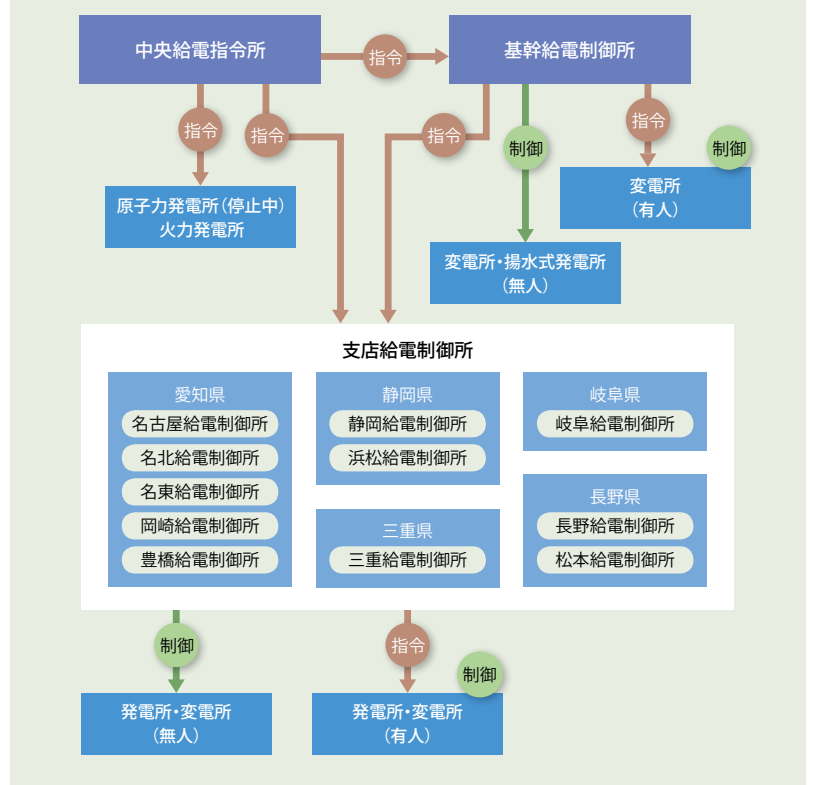 中央給電指令所
指令
基幹給電制御所
指令
指令
指令
制御
指令
制御
原子力発電所（停止中）
火力発電所
変電所・揚水式発電所
（無人）
変電所
（有人）
支店給電制御所
愛知県
名古屋給電制御所
名北給電制御所
名東給電制御所
岡崎給電制御所
豊橋給電制御所
静岡県
静岡給電制御所
浜松給電制御所
三重県
三重給電制御所
岐阜県
岐阜給電制御所
長野県
長野給電制御所
松本給電制御所
制御
指令
制御
発電所・変電所
（無人）
発電所・変電所
（有人）